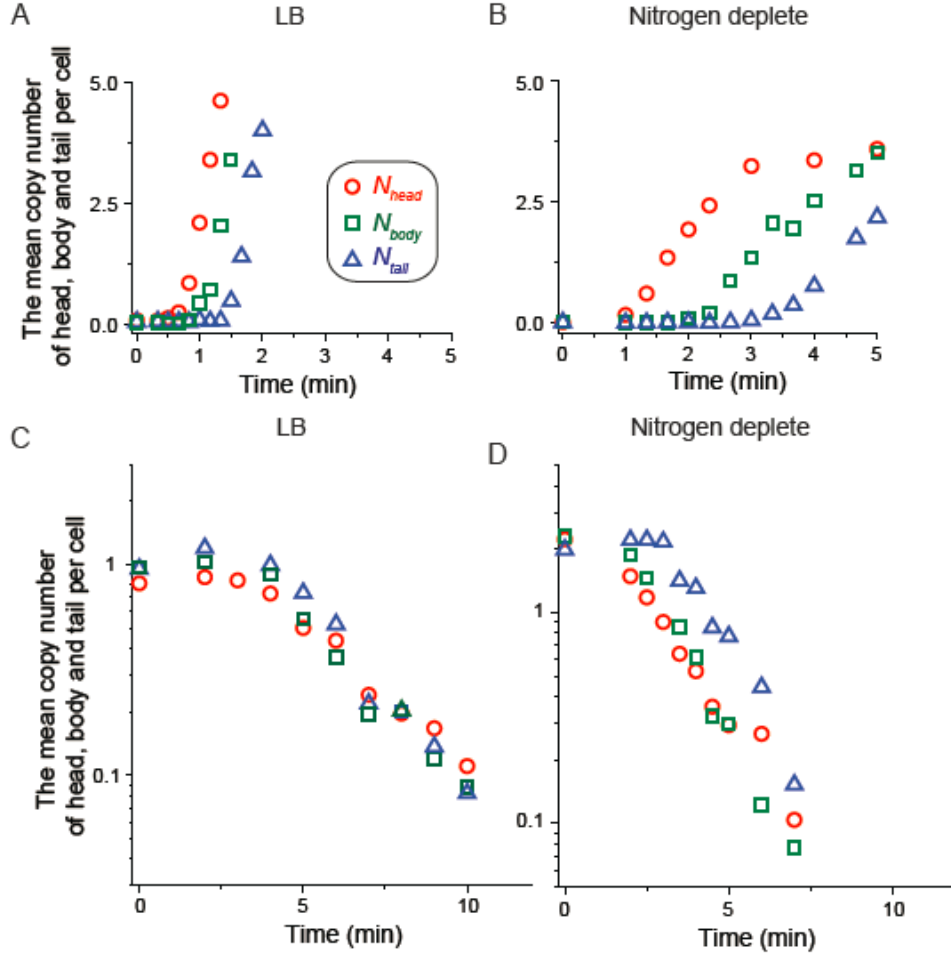 A
LB
B
Nitrogen deplete
The mean copy number
of head, body and tail per cell
5.0
2.5
0.0
0 1 2 3 4 5
Time (min)
N_head
N_body
N_tail
5.0
2.5
0.0
0 1 2 3 4 5
Time (min)
C
LB
D
Nitrogen deplete
The mean copy number
of head, body and tail per cell
1
0.1
0 5 10
Time (min)
1
0.1
0 5 10
Time (min)